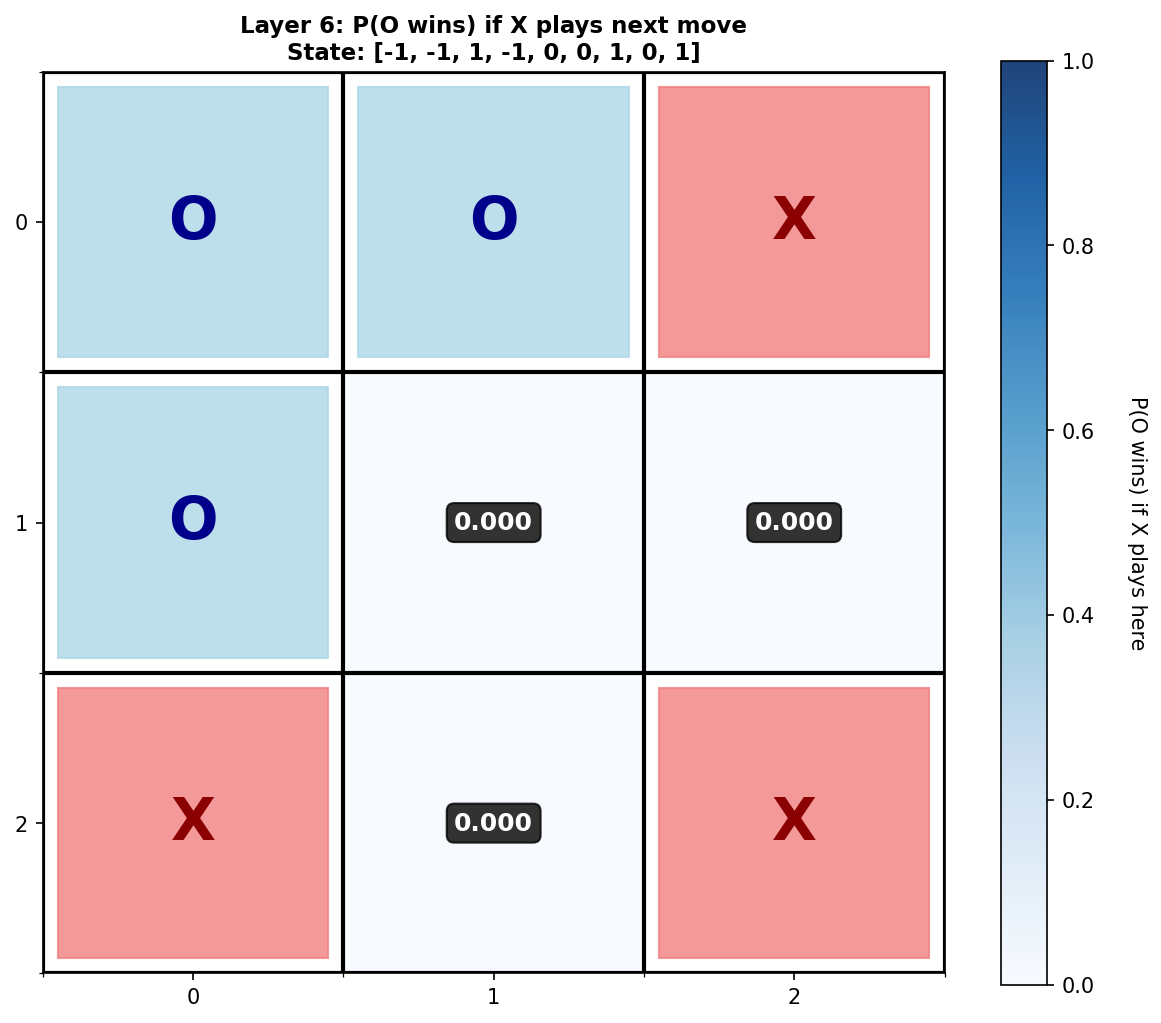 Layer 6: P(O wins) if X plays next move
State: [-1, -1, 1, -1, 0, 0, 1, 0, 1]
O
O
X
O
0.000
0.000
X
0.000
X
0
1
2
0
1
2
1.0
0.8
0.6
0.4
0.2
0.0
P(O wins) if X plays here